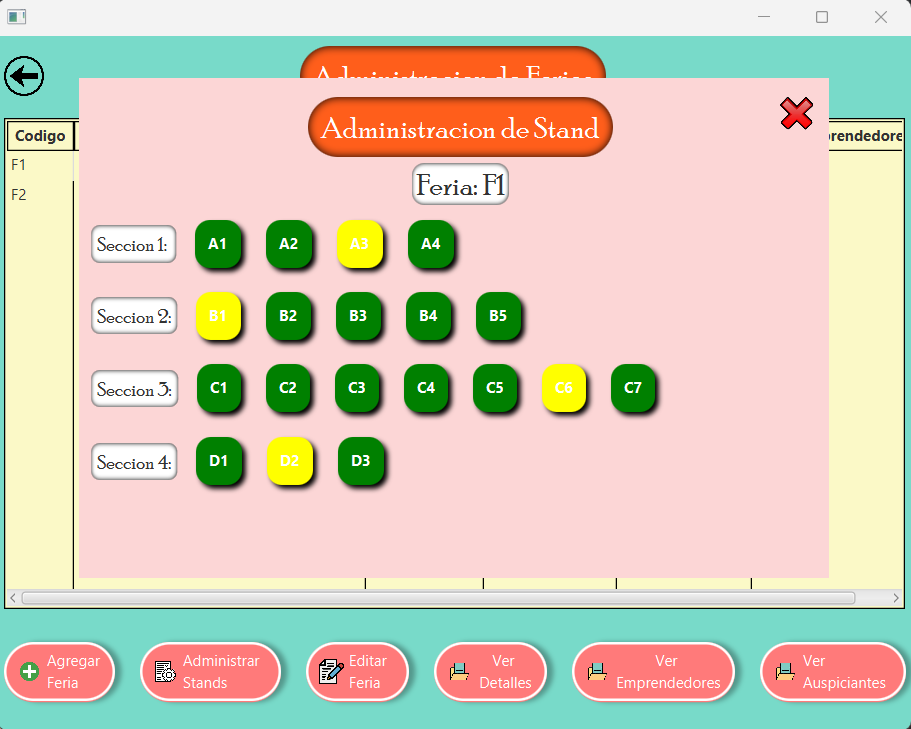 Administracion de Ferias
Administracion de Stand
Codigo
F1
F2
Feria: F1
Seccion 1:
A1
A2
A3
A4
Seccion 2:
B1
B2
B3
B4
B5
Seccion 3:
C1
C2
C3
C4
C5
C6
C7
Seccion 4:
D1
D2
D3
Agregar
Feria
Administrar
Stands
Editar
Feria
Ver
Detalles
Ver
Emprendedores
Ver
Auspiciantes